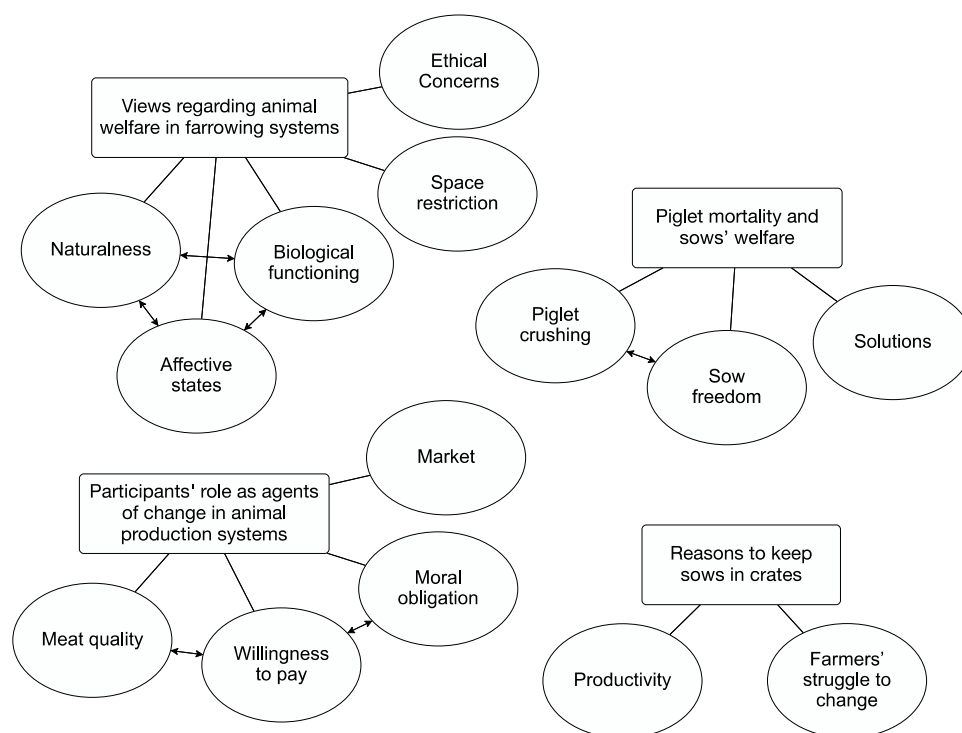 Views regarding animal
welfare in farrowing systems
Ethical
Concerns
Space
restriction
Naturalness
Biological
functioning
Affective
states
Piglet mortality and
sows’ welfare
Piglet
crushing
Sow
freedom
Solutions
Participants' role as agents
of change in animal
production systems
Market
Moral
obligation
Meat quality
Willingness
to pay
Reasons to keep
sows in crates
Productivity
Farmers’
struggle to
change